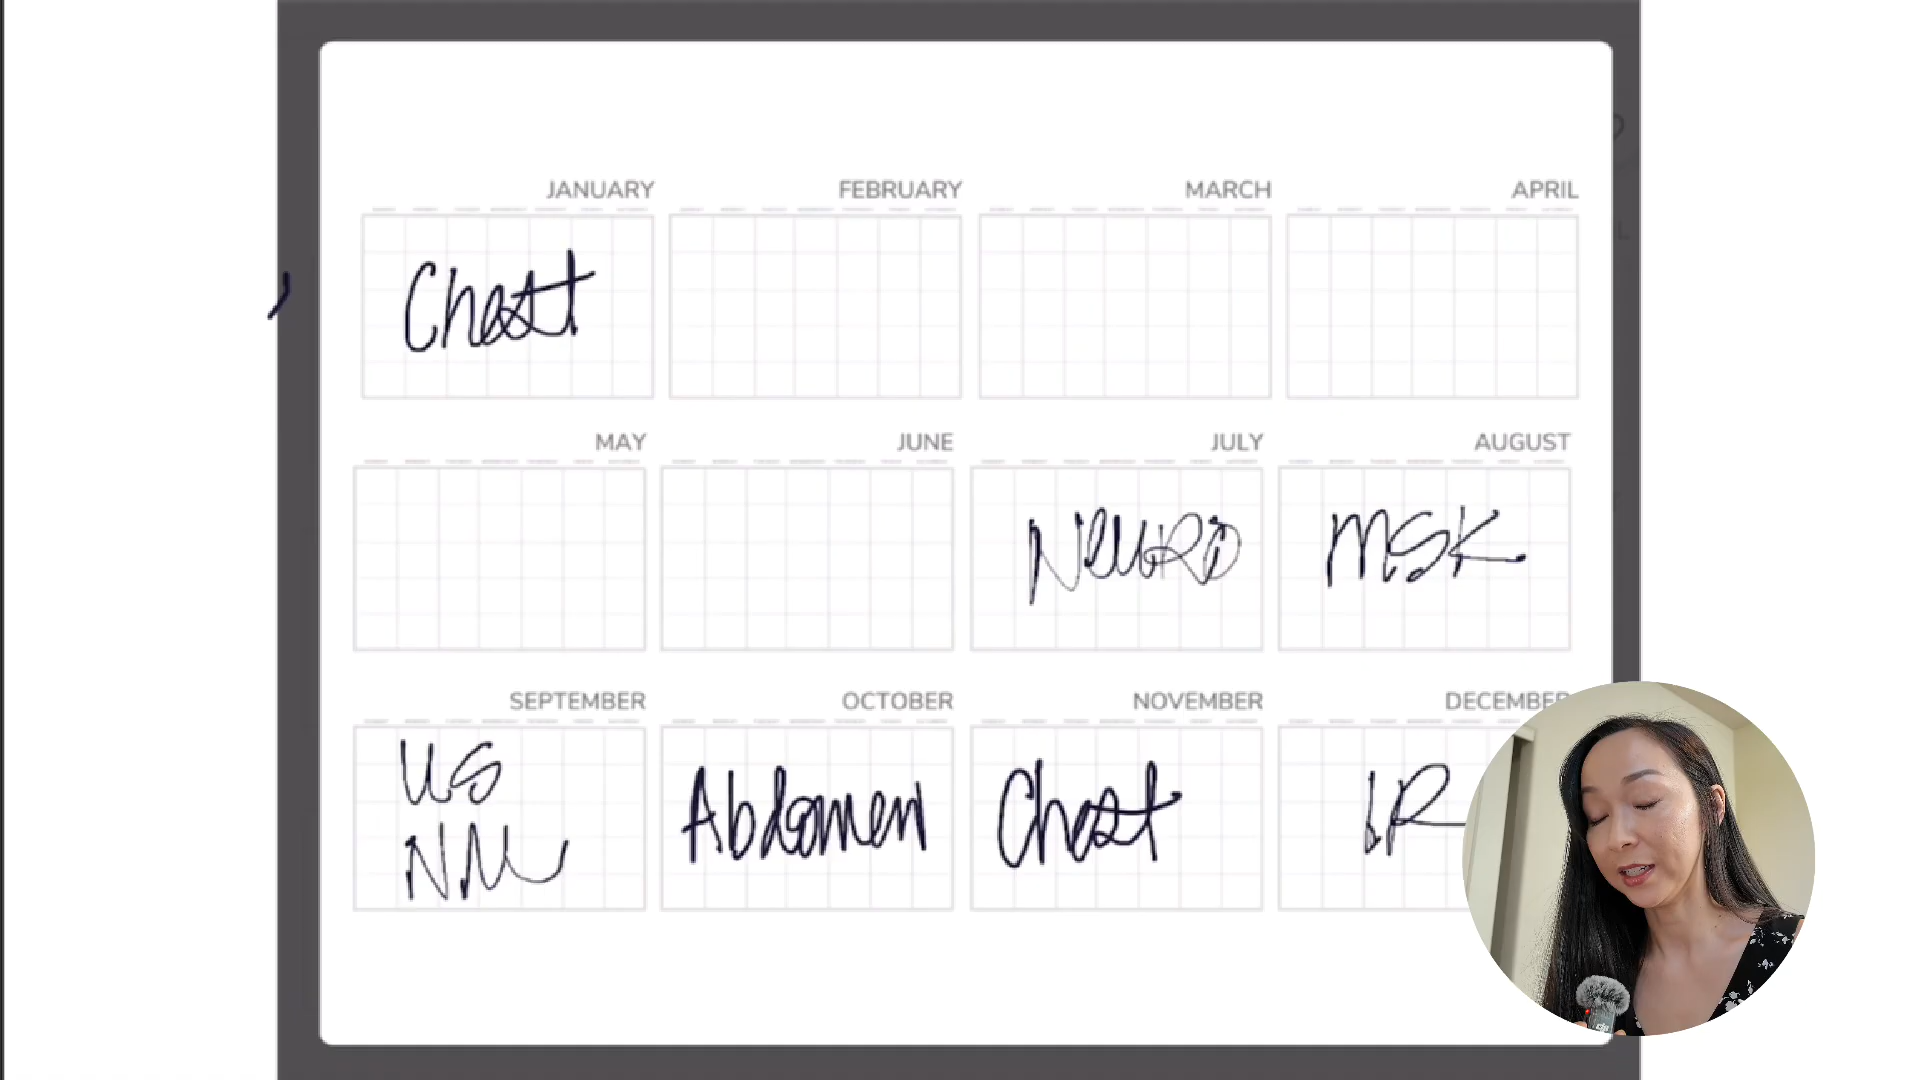 JANUARY
FEBRUARY
MARCH
APRIL
Chest
MAY
JUNE
JULY
AUGUST
NEURO
MSK
SEPTEMBER
OCTOBER
NOVEMBER
DECEMBER
US
NM
Abdomen
Chest
IR